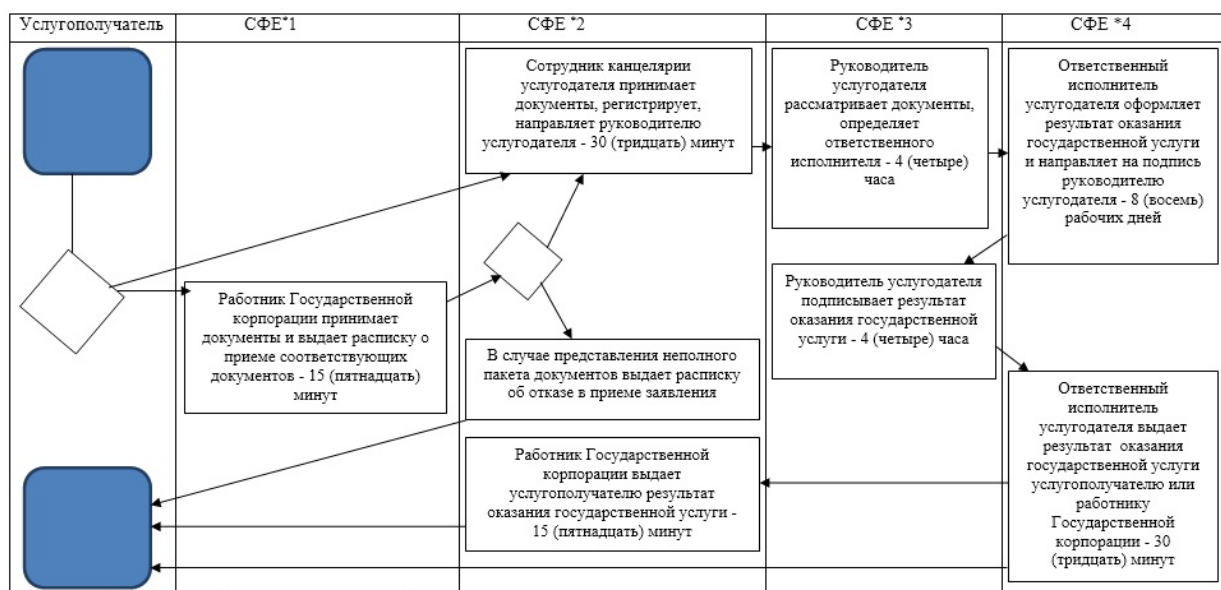 Услугополучатель
СФЕ*1
СФЕ *2
СФЕ *3
СФЕ *4
Сотрудник канцелярии
услугодателя принимает
документы, регистрирует,
направляет руководителю
услугодателя - 30 (тридцать) минут
Руководитель
услугодателя
рассматривает документы,
определяет
ответственного
исполнителя - 4 (четыре)
часа
Ответственный
исполнитель
услугодателя оформляет
результат оказания
государственной услуги
и направляет на подпись
руководителю
услугодателя - 8 (восемь)
рабочих дней
Работник Государственной
корпорации принимает
документы и выдает расписку о
приеме соответствующих
документов - 15 (пятнадцать)
минут
Руководитель услугодателя
подписывает результат
оказания государственной
услуги - 4 (четыре) часа
В случае представления неполного
пакета документов выдает расписку
об отказе в приеме заявления
Ответственный
исполнитель
услугодателя выдает
результат оказания
государственной услуги
услугополучателю или
работнику
Государственной
корпорации - 30
(тридцать) минут
Работник Государственной
корпорации выдает
услугополучателю результат
оказания государственной услуги -
15 (пятнадцать) минут